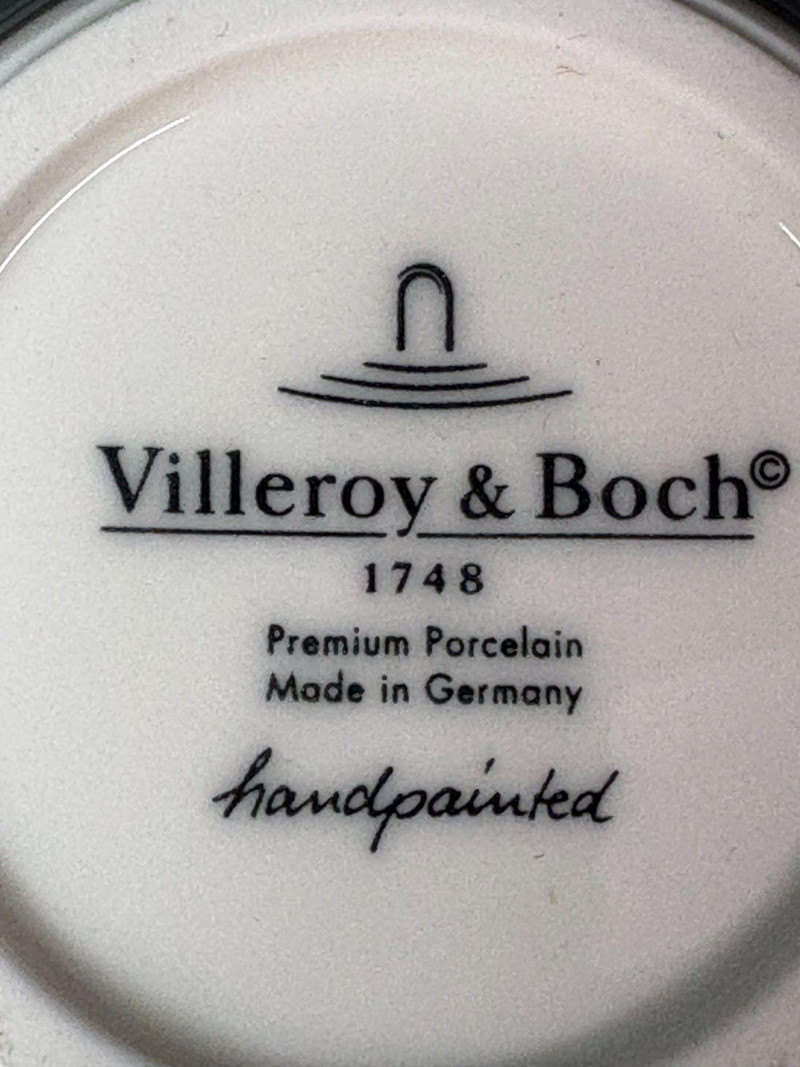 Villeroy & Boch©
1748
Premium Porcelain
Made in Germany
handpainted